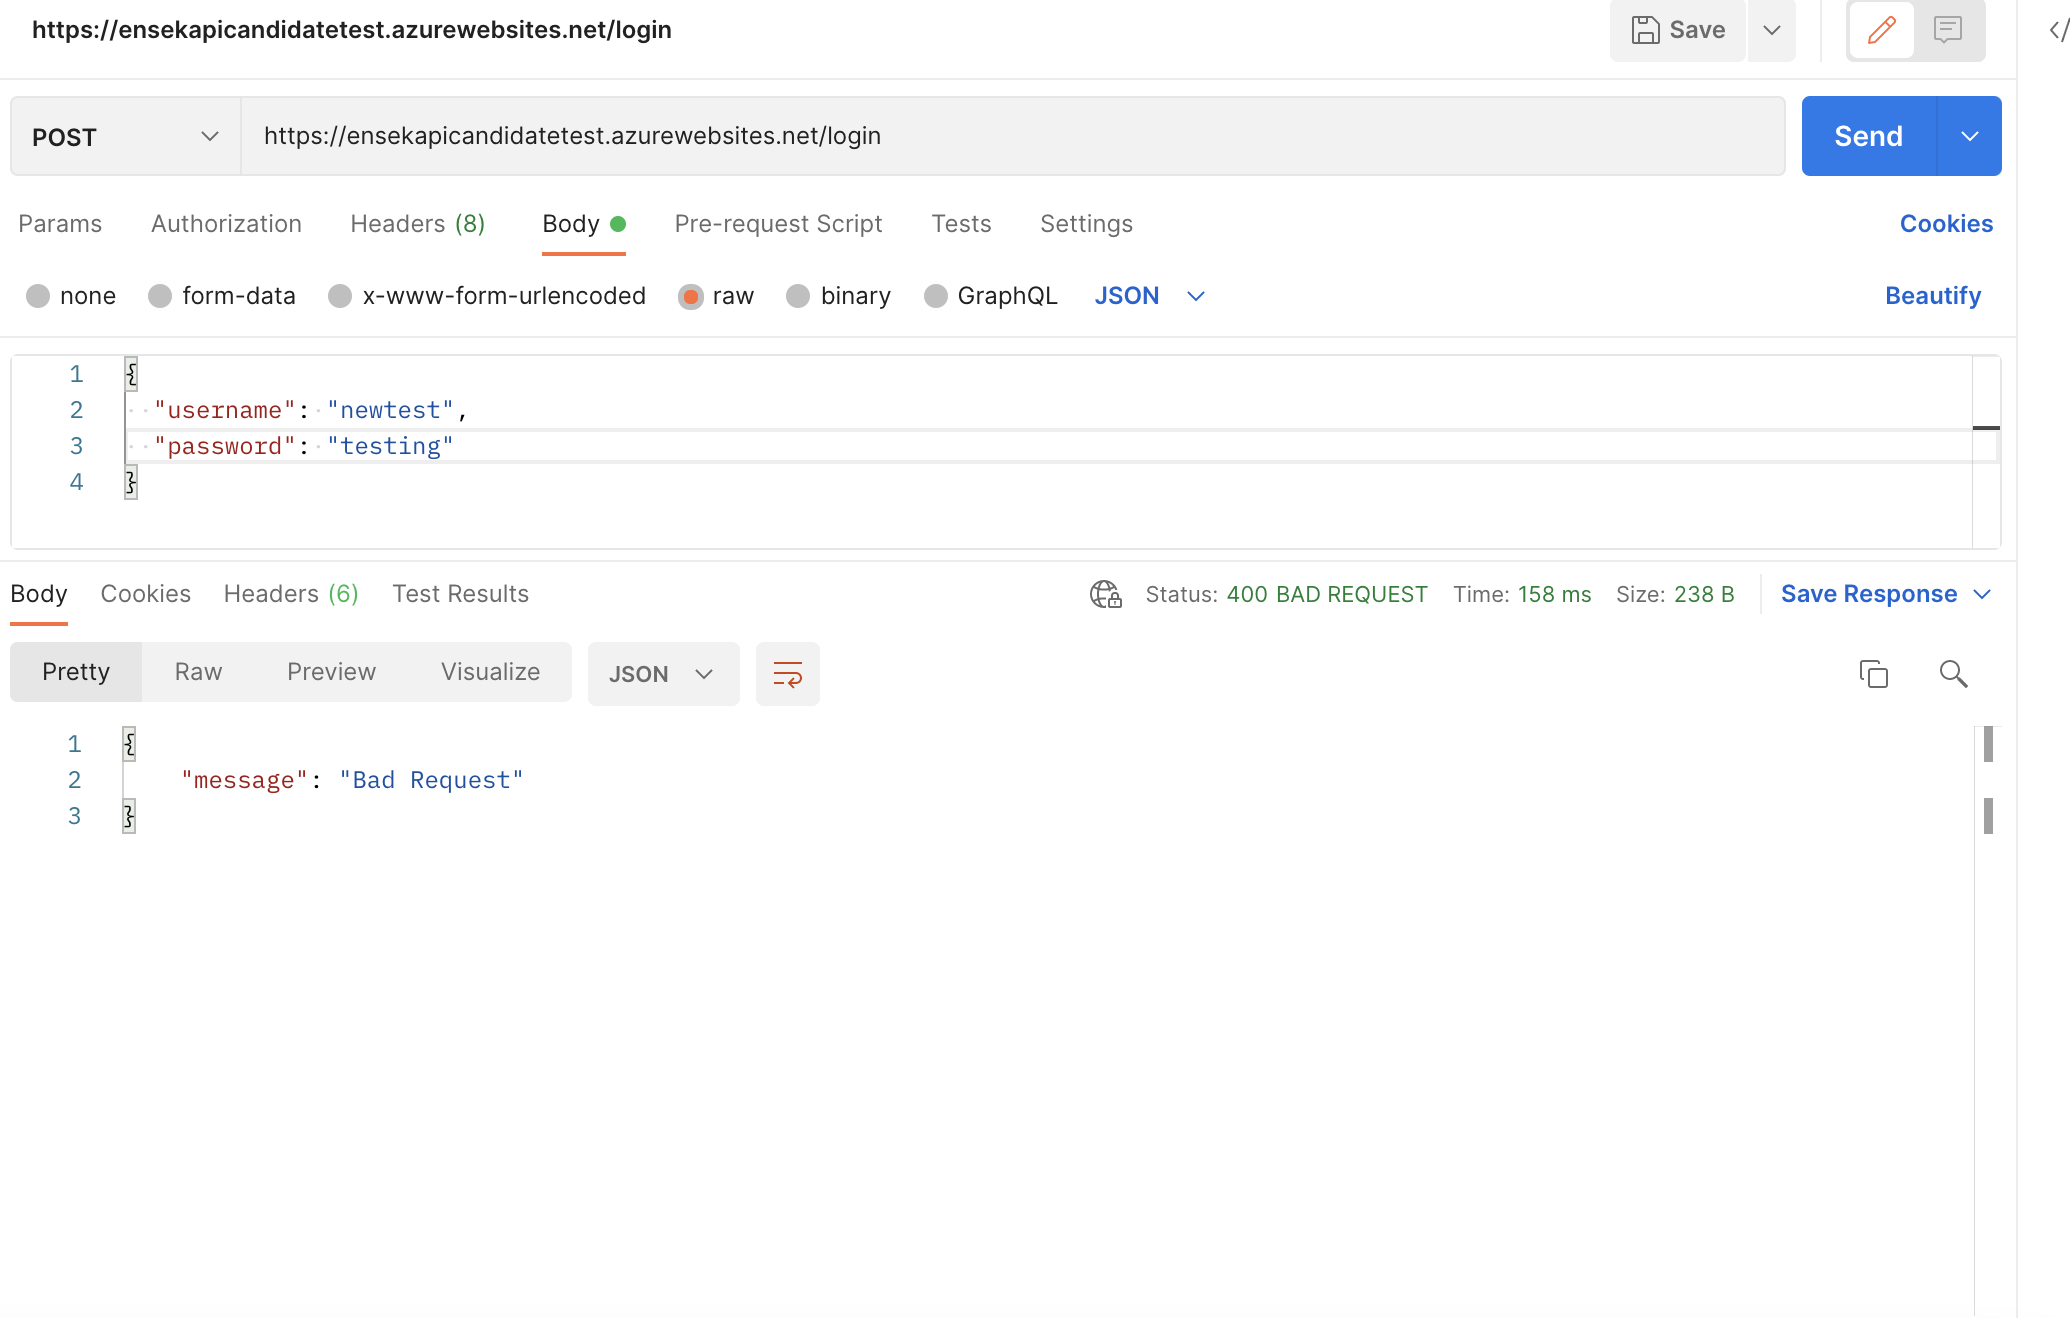 https://ensekapicandidatetest.azurewebsites.net/login
Save
</
POST
https://ensekapicandidatetest.azurewebsites.net/login
Send
Params Authorization Headers (8) Body Pre-request Script Tests Settings Cookies
none form-data x-www-form-urlencoded raw binary GraphQL JSON Beautify
1 {
2 "username": "newtest",
3 "password": "testing"
4 }
Body Cookies Headers (6) Test Results Status: 400 BAD REQUEST Time: 158 ms Size: 238 B Save Response
Pretty Raw Preview Visualize JSON
1 {
2 "message": "Bad Request"
3 }